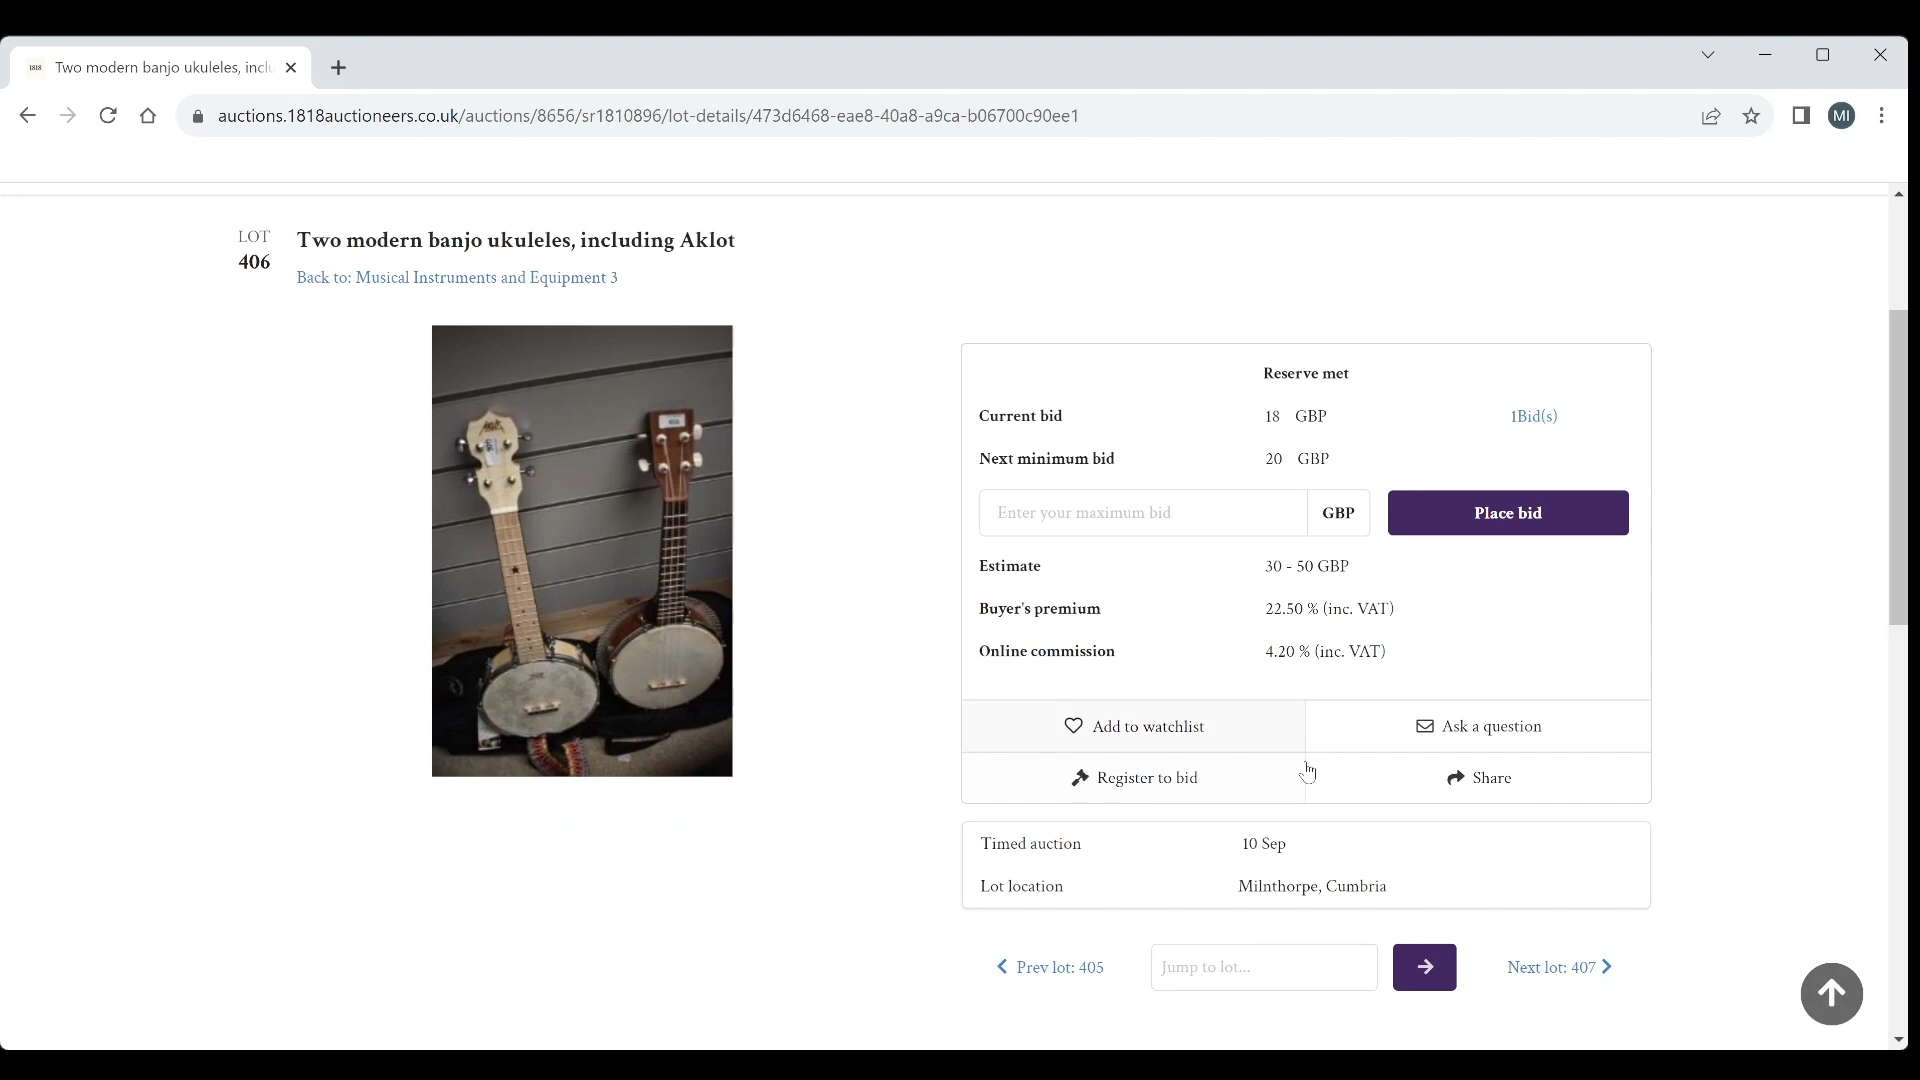 1818 Two modern banjo ukuleles, inclu
auctions.1818auctioneers.co.uk/auctions/8656/sr1810896/lot-details/473d6468-eae8-40a8-a9ca-b06700c90ee1
MI
LOT
406
Two modern banjo ukuleles, including Aklot
Back to: Musical Instruments and Equipment 3
Reserve met
Current bid 18 GBP 1Bid(s)
Next minimum bid 20 GBP
Enter your maximum bid GBP Place bid
Estimate 30 - 50 GBP
Buyer's premium 22.50 % (inc. VAT)
Online commission 4.20 % (inc. VAT)
Add to watchlist Ask a question
Register to bid Share
Timed auction 10 Sep
Lot location Milnthorpe, Cumbria
Prev lot: 405 Jump to lot... Next lot: 407